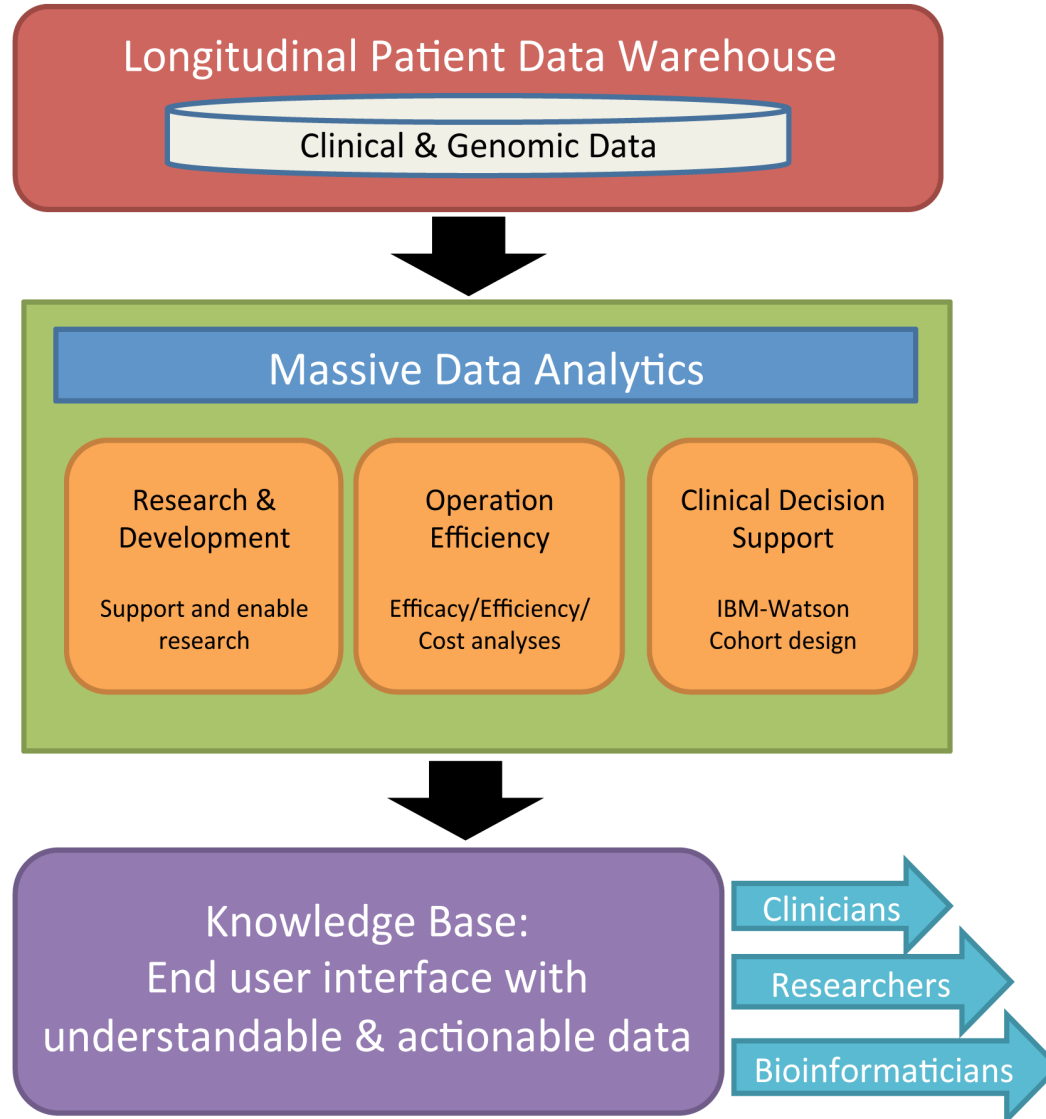 Longitudinal Patient Data Warehouse
Clinical & Genomic Data
Massive Data Analytics
Research &
Development
Support and enable
research
Operation
Efficiency
Efficacy/Efficiency/
Cost analyses
Clinical Decision
Support
IBM-Watson
Cohort design
Knowledge Base:
End user interface with
understandable & actionable data
Clinicians
Researchers
Bioinformaticians